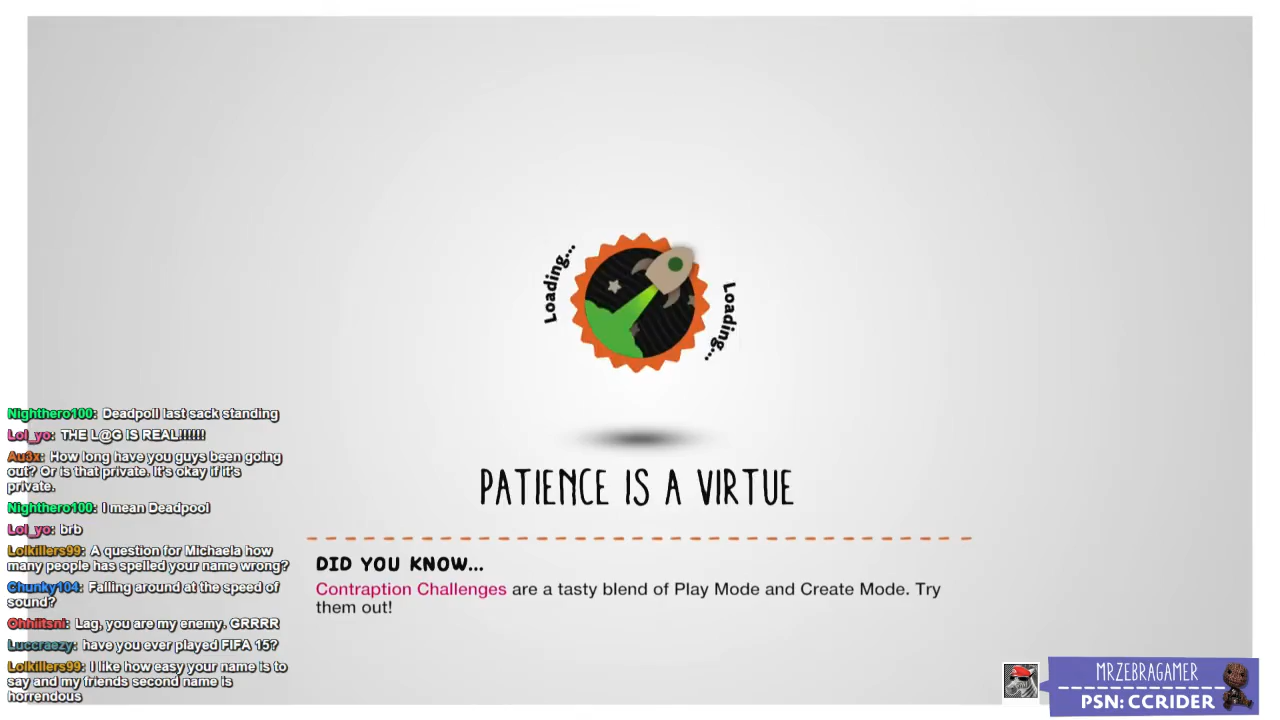 Loading...
Loading...
PATIENCE IS A VIRTUE
DID YOU KNOW...
Contraption Challenges are a tasty blend of Play Mode and Create Mode. Try
them out!
Nighthero100: Deadpoll last sack standing
Lol_yo: THE L@G IS REAL!!!!!!
Au3x: How long have you guys been going
out? Or is that private. It's okay if it's
private.
Nighthero100: I mean Deadpool
Lol_yo: brb
Lolkillers99: A question for Michaela how
many people has spelled your name wrong?
Chunky104: Falling around at the speed of
sound?
Ohhiitsni: Lag, you are my enemy. GRRRR
Luccraezy: have you ever played FIFA 15?
Lolkillers99: I like how easy your name is to
say and my friends second name is
horrendous
MRZEBRAGAMER
PSN: CCRIDER